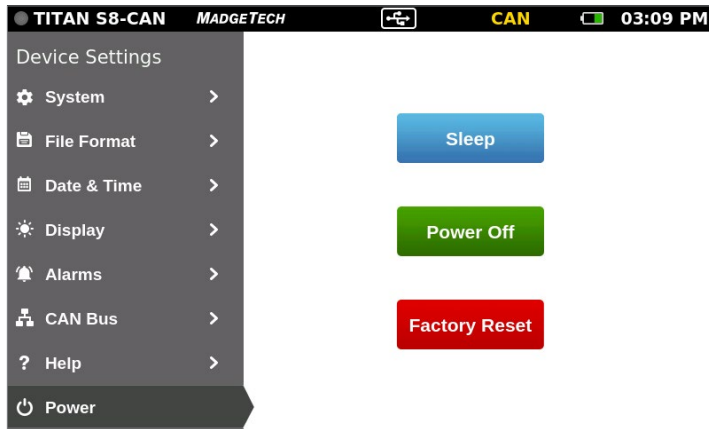 TITAN S8-CAN MADGETECH CAN 03:09 PM
Device Settings
System
File Format
Date & Time
Display
Alarms
CAN Bus
? Help
Power
Sleep
Power Off
Factory Reset